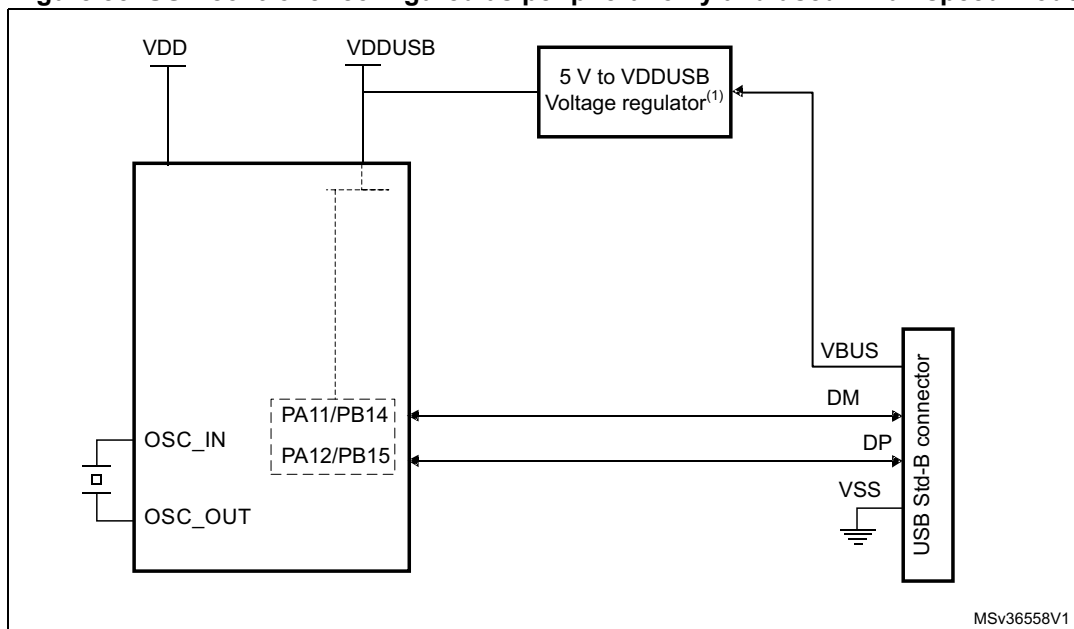 VDD
VDDUSB
5 V to VDDUSB
Voltage regulator(1)
VBUS
DM
PA11/PB14
DP
PA12/PB15
OSC_IN
VSS
OSC_OUT
USB Std-B connector
MSv36558V1